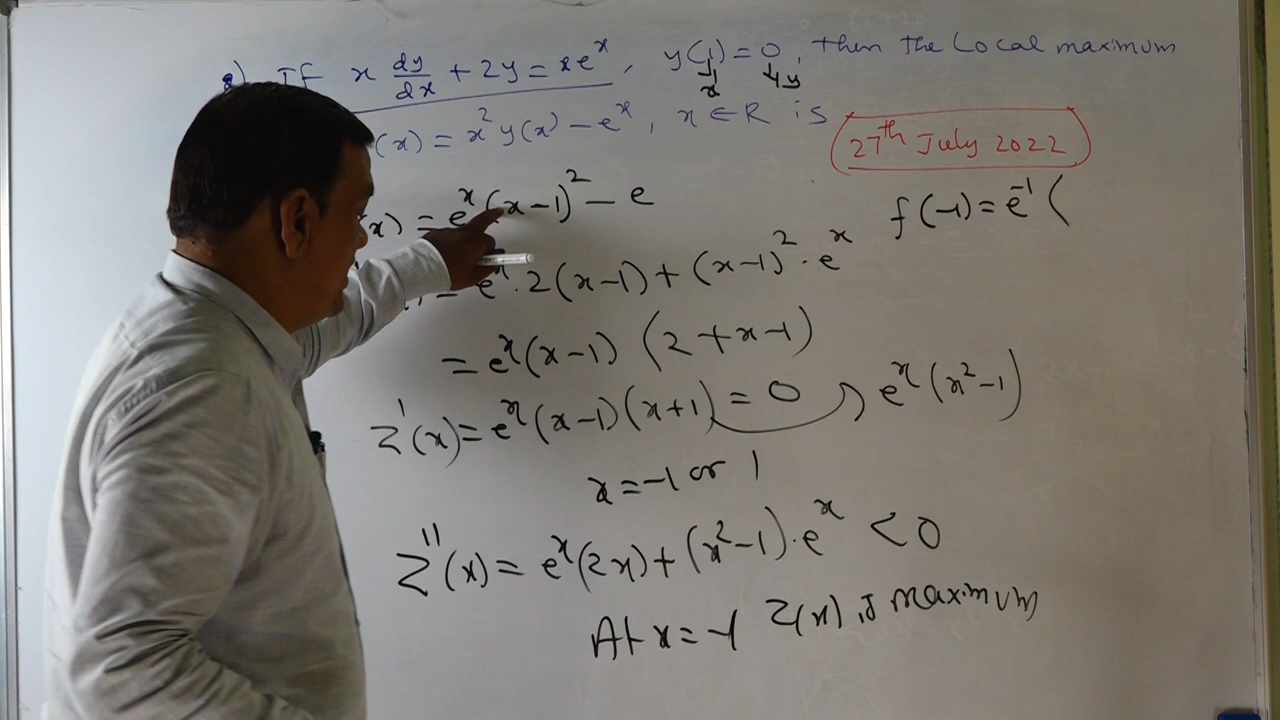 8) If x dy/dx + 2y = xe^x, y(1) = 0, then the Local maximum
x 4y
(x) = x² y(x) – e^x, x ∈ R is
27th July 2022
(x) = e^x (x–1)² – e
f(–1) = e^–1 (
= e^x · 2(x–1) + (x–1)² · e^x
= e^x (x–1) (2 + x–1)
z'(x) = e^x (x–1)(x+1) = 0 e^x (x²–1)
x = –1 or 1
z''(x) = e^x (2x) + (x²–1) · e^x < 0
At x = –1 z(x) is maximum